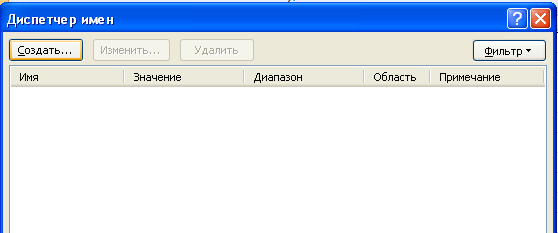 Диспетчер имен
Создать... Изменить... Удалить Фильтр
Имя Значение Диапазон Область Примечание